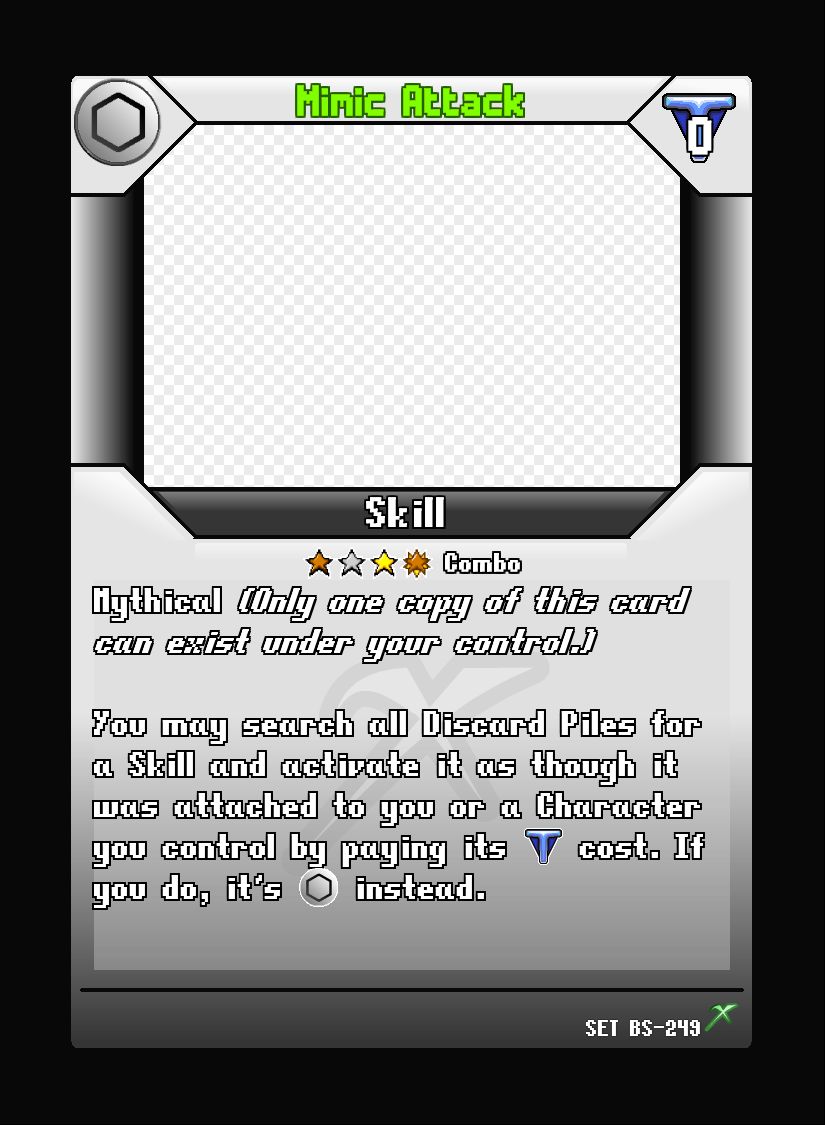 Mimic Attack
0
Skill
Combo
Mythical (Only one copy of this card
can exist under your control.)
You may search all Discard Piles for
a Skill and activate it as though it
was attached to you or a Character
you control by paying its T cost. If
you do, it's instead.
SET BS-249